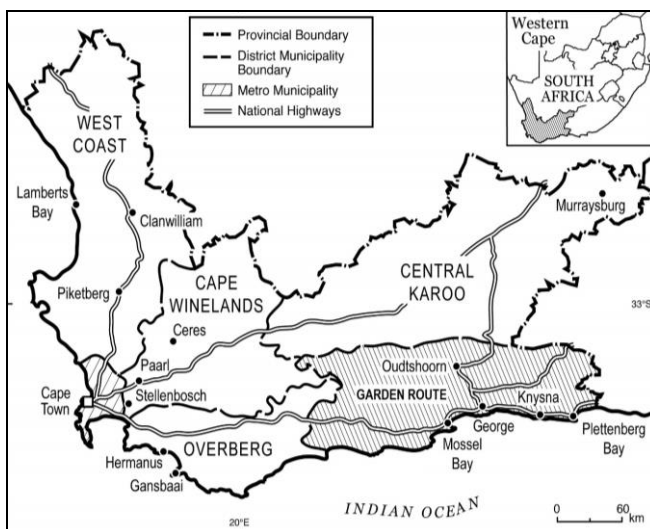 Provincial Boundary
District Municipality
Boundary
Metro Municipality
National Highways
Western
Cape
SOUTH
AFRICA
WEST
COAST
Lamberts
Bay
Clanwilliam
Murraysburg
Piketberg
CAPE
WINELANDS
CENTRAL
KAROO
33°S
Ceres
Paarl
Oudtshoorn
Cape
Town
Stellenbosch
GARDEN ROUTE
Knysna
George
Plettenberg
Bay
Mossel
Bay
OVERBERG
Hermanus
Gansbaai
20°E
INDIAN OCEAN
0 60
km